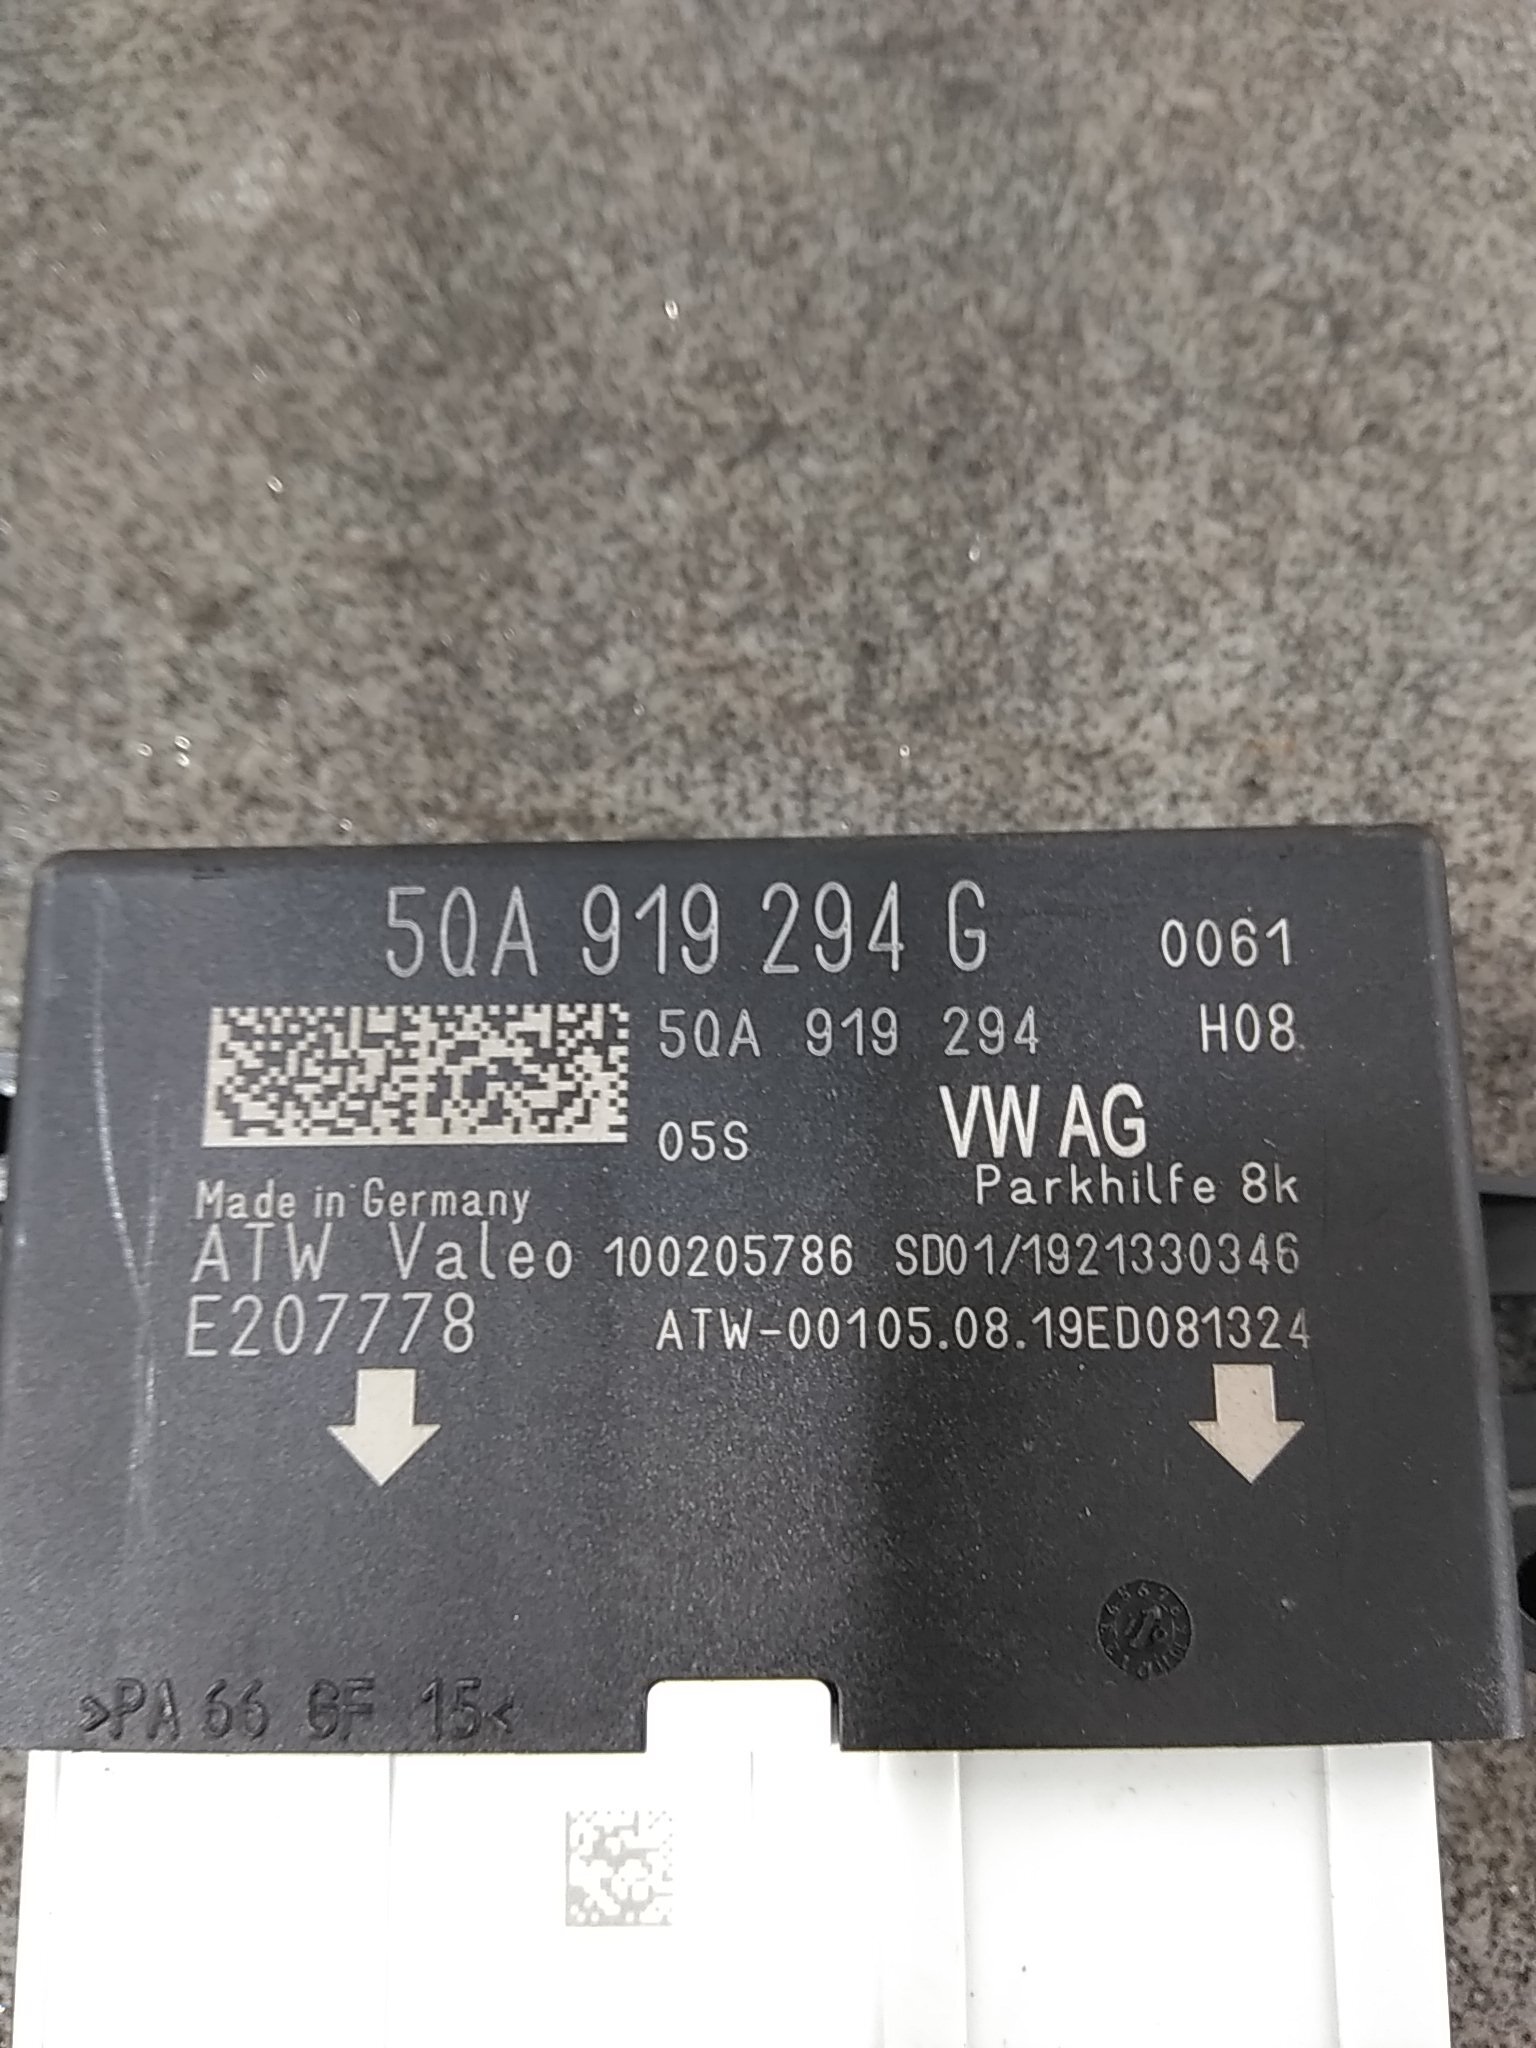 5QA 919 294 G 0061
5QA 919 294 H08
05S VW AG
Parkhilfe 8k
Made in Germany
ATW Valeo 100205786 SD01/1921330346
E207778 ATW-00105.08.19ED081324
>PA 66 GF 15<